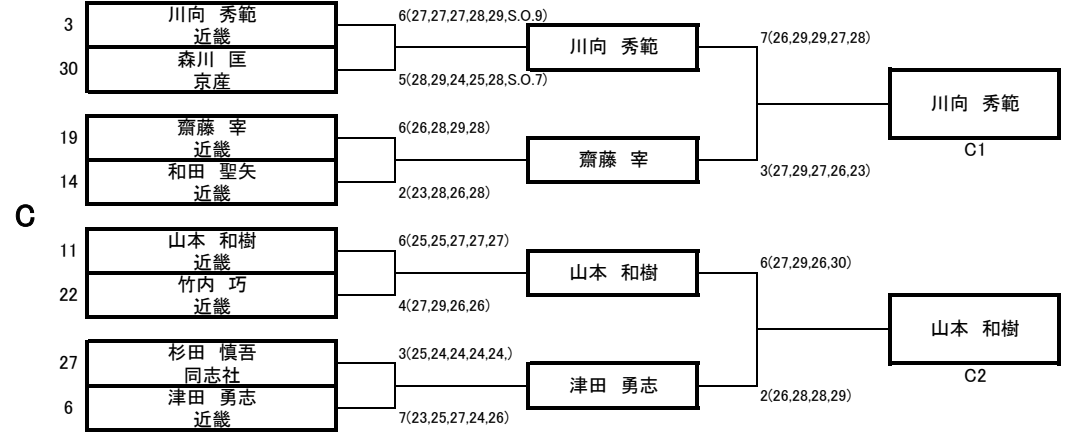 3
川向 秀範
近畿
30
森川 匡
京産
6(27,27,27,28,29,S.O.9)
5(28,29,24,25,28,S.O.7)
川向 秀範
7(26,29,29,27,28)
19
齋藤 宰
近畿
14
和田 聖矢
近畿
6(26,28,29,28)
2(23,28,26,28)
齋藤 宰
3(27,29,27,26,23)
川向 秀範
C1
C
11
山本 和樹
近畿
22
竹内 巧
近畿
6(25,25,27,27,27)
4(27,29,26,26)
山本 和樹
6(27,29,26,30)
27
杉田 慎吾
同志社
6
津田 勇志
近畿
3(25,24,24,24,24,)
7(23,25,27,24,26)
津田 勇志
2(26,28,28,29)
山本 和樹
C2